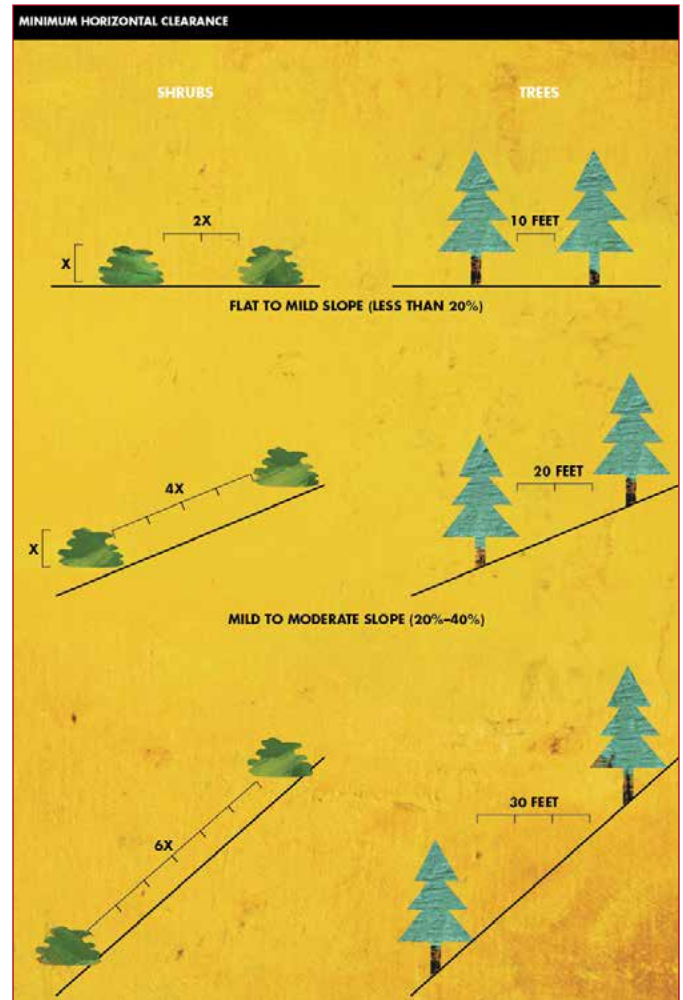 MINIMUM HORIZONTAL CLEARANCE
SHRUBS
TREES
2X
10 FEET
X
FLAT TO MILD SLOPE (LESS THAN 20%)
4X
20 FEET
X
MILD TO MODERATE SLOPE (20%–40%)
6X
30 FEET